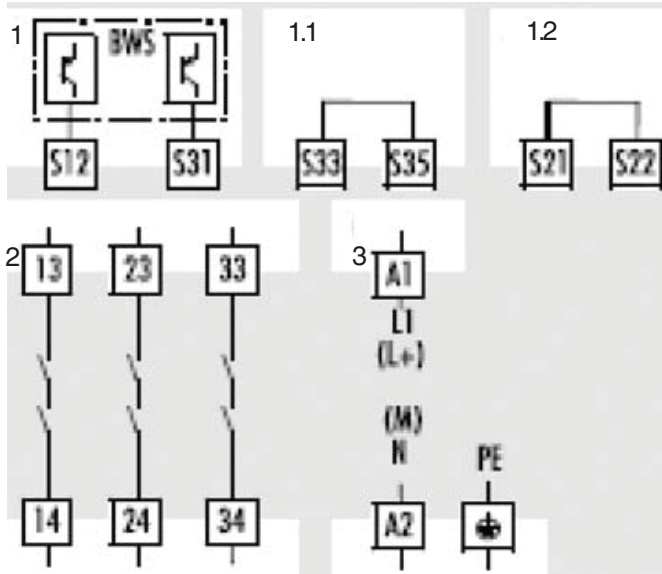 1 BWS 1.1 1.2
S12 S31 S33 S35 S21 S22
2 13 23 33 3 A1
L1
(L+)
(M)
N PE
14 24 34 A2